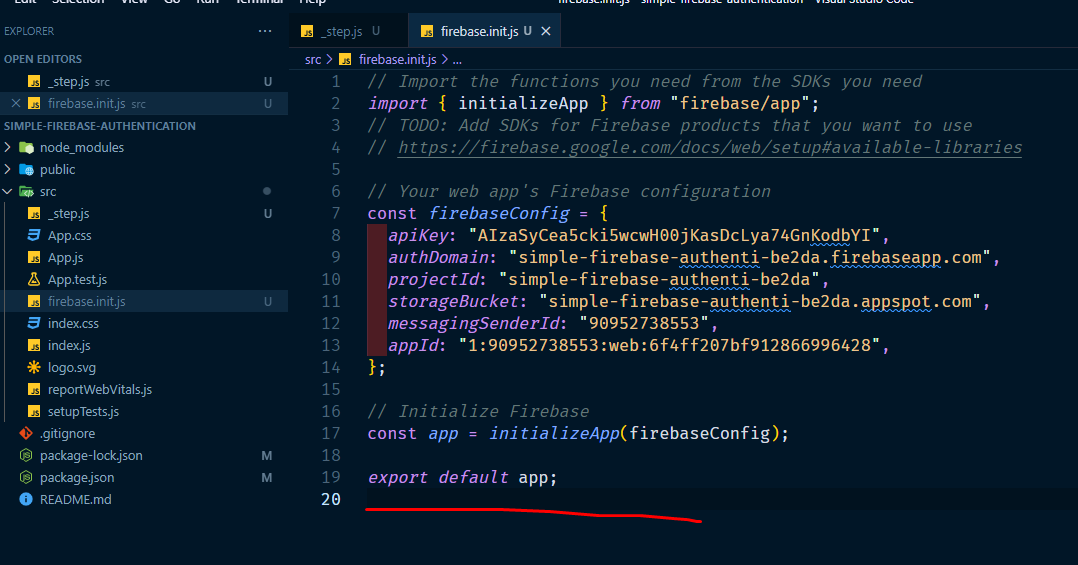 Edit Selection View Go Run Terminal Help firebase.init.js - simple-firebase-authentication - Visual Studio Code
EXPLORER ...
OPEN EDITORS
_step.js src U
firebase.init.js src U
SIMPLE-FIREBASE-AUTHENTICATION
node_modules
public
src
_step.js U
App.css
App.js
App.test.js
firebase.init.js U
index.css
index.js
logo.svg
reportWebVitals.js
setupTests.js
.gitignore
package-lock.json M
package.json M
README.md
_step.js U firebase.init.js U
src > firebase.init.js > ...
1 // Import the functions you need from the SDKs you need
2 import { initializeApp } from "firebase/app";
3 // TODO: Add SDKs for Firebase products that you want to use
4 // https://firebase.google.com/docs/web/setup#available-libraries
5
6 // Your web app's Firebase configuration
7 const firebaseConfig = {
8 apiKey: "AIzaSyCea5cki5wcwH00jKasDcLya74GnKodbYI",
9 authDomain: "simple-firebase-authenti-be2da.firebaseapp.com",
10 projectId: "simple-firebase-authenti-be2da",
11 storageBucket: "simple-firebase-authenti-be2da.appspot.com",
12 messagingSenderId: "90952738553",
13 appId: "1:90952738553:web:6f4ff207bf912866996428",
14 };
15
16 // Initialize Firebase
17 const app = initializeApp(firebaseConfig);
18
19 export default app;
20